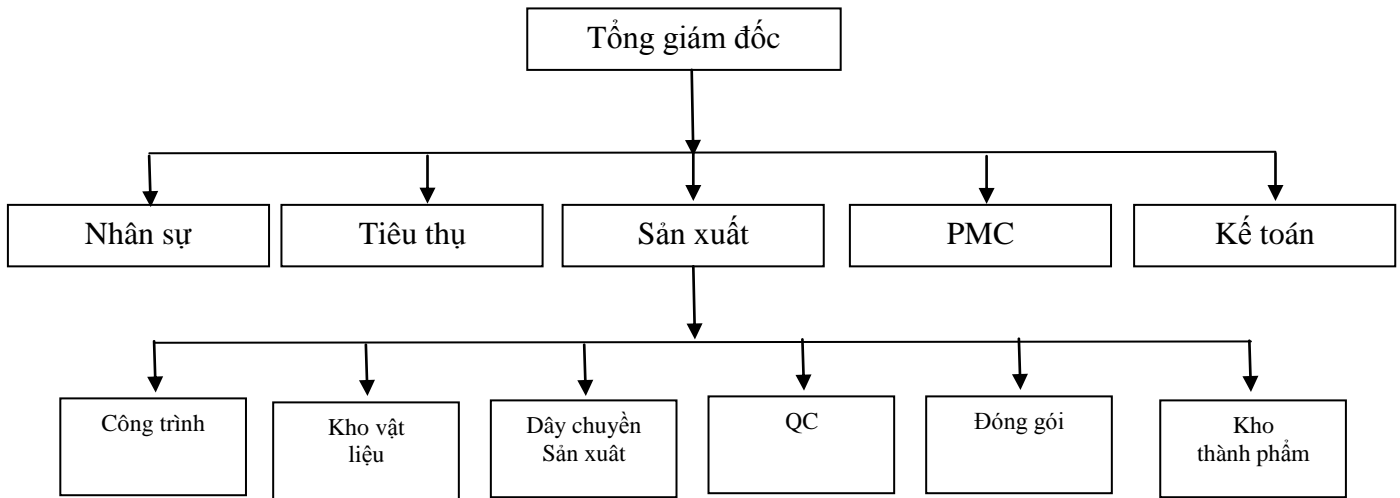 Tổng giám đốc
Nhân sự
Tiêu thụ
Sản xuất
PMC
Kế toán
Công trình
Kho vật
liệu
Dây chuyền
Sản xuât
QC
Đóng gói
Kho
thành phẩm